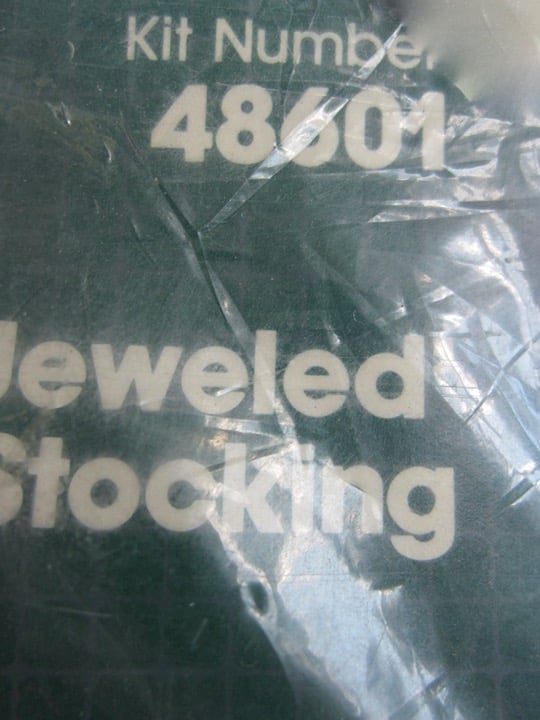 Kit Number
48601
Jeweled
Stocking